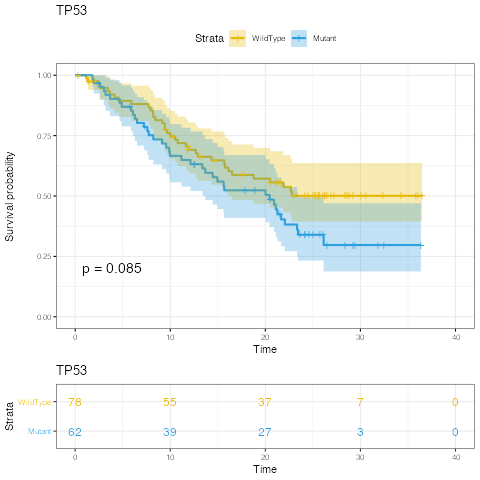 TP53
Strata WildType Mutant
1.00
0.75
0.50
0.25
0.00
Survival probability
p = 0.085
0 10 20 30 40
Time
TP53
Strata
WildType 78 55 37 7 0
Mutant 62 39 27 3 0
0 10 20 30 40
Time